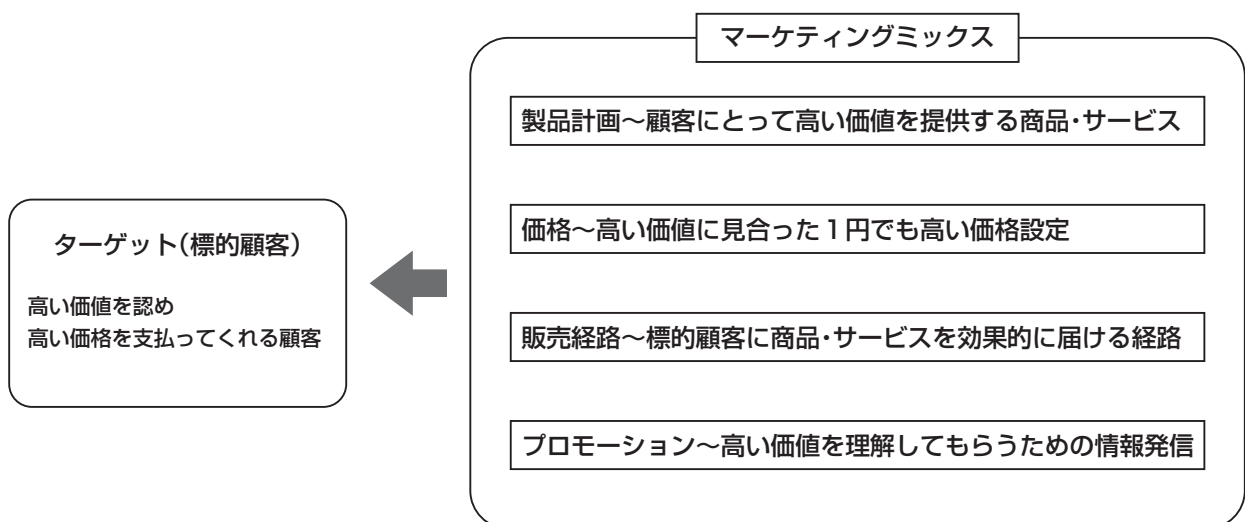 マーケティングミックス
製品計画〜顧客にとって高い価値を提供する商品・サービス
価格〜高い価値に見合った1円でも高い価格設定
販売経路〜標的顧客に商品・サービスを効果的に届ける経路
プロモーション〜高い価値を理解してもらうための情報発信
ターゲット(標的顧客)
高い価値を認め
高い価格を支払ってくれる顧客